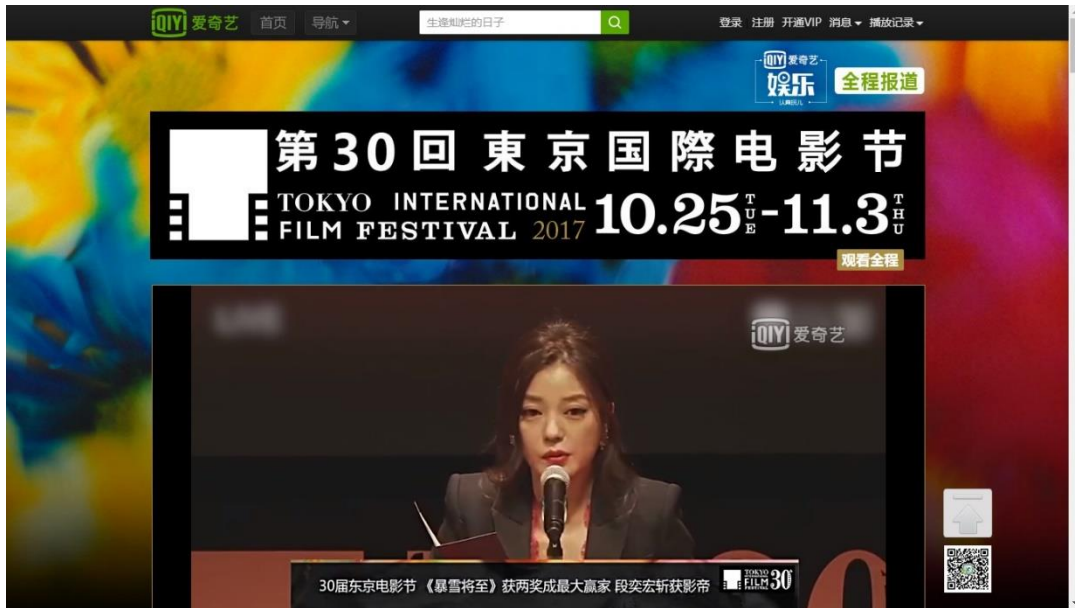 iQIYI 爱奇艺 首页 导航 生逢灿烂的日子 登录 注册 开通VIP 消息 播放记录
iQIYI 爱奇艺
娱乐
全程报道
第30回東京国際电影节
TOKYO INTERNATIONAL
FILM FESTIVAL 2017
10.25 TUE-11.3 THU
观看全程
iQIYI 爱奇艺
30届东京电影节 《暴雪将至》获两奖成最大赢家 段奕宏斩获影帝
TOKYO
FILM 30